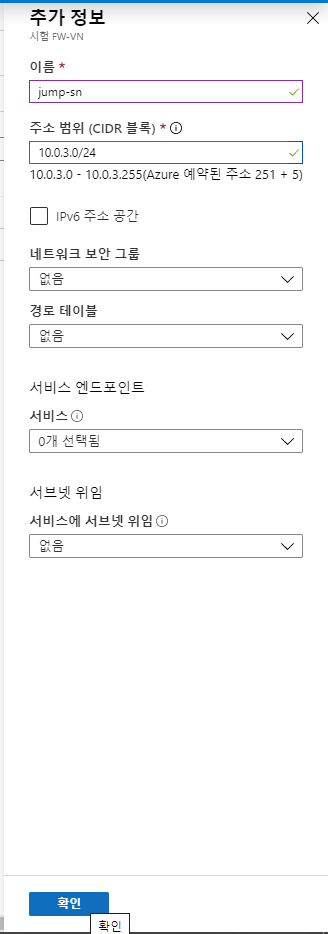 추가 정보
시험 FW-VN
이름 *
jump-sn
주소 범위 (CIDR 블록) *
10.0.3.0/24
10.0.3.0 - 10.0.3.255(Azure 예약된 주소 251 + 5)
IPv6 주소 공간
네트워크 보안 그룹
없음
경로 테이블
없음
서비스 엔드포인트
서비스
0개 선택됨
서브넷 위임
서비스에 서브넷 위임
없음
확인
확인